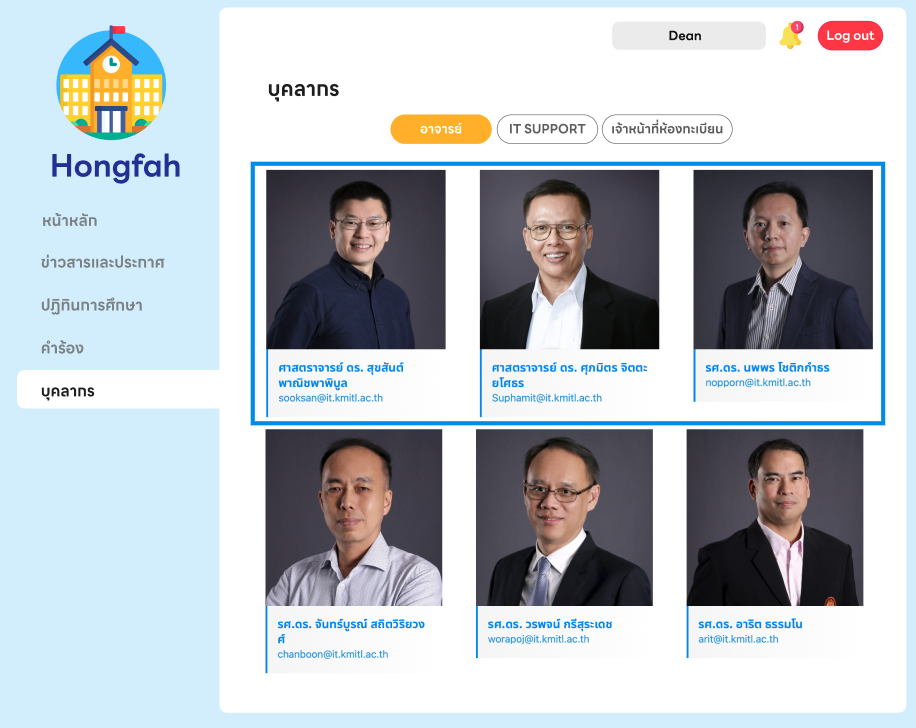 Dean
1
Log out
Hongfah
หน้าหลัก
ข่าวสารและประกาศ
ปฏิทินการศึกษา
คำร้อง
บุคลากร
บุคลากร
อาจารย์
IT SUPPORT
เจ้าหน้าที่ห้องทะเบียน
ศาสตราจารย์ ดร. สุขสันต์
พาณิชพาพิบูล
sooksan@it.kmitl.ac.th
ศาสตราจารย์ ดร. ศุภมิตร จิตตะ
ยโศธร
Suphamit@it.kmitl.ac.th
รศ.ดร. นพพร โชติกกำธร
nopporn@it.kmitl.ac.th
รศ.ดร. จันทร์บูรณ์ สถิตวิริยวง
ศ์
chanboon@it.kmitl.ac.th
รศ.ดร. วรพจน์ กรีสุระเดช
worapoj@it.kmitl.ac.th
รศ.ดร. อาริต ธรรมโน
arit@it.kmitl.ac.th